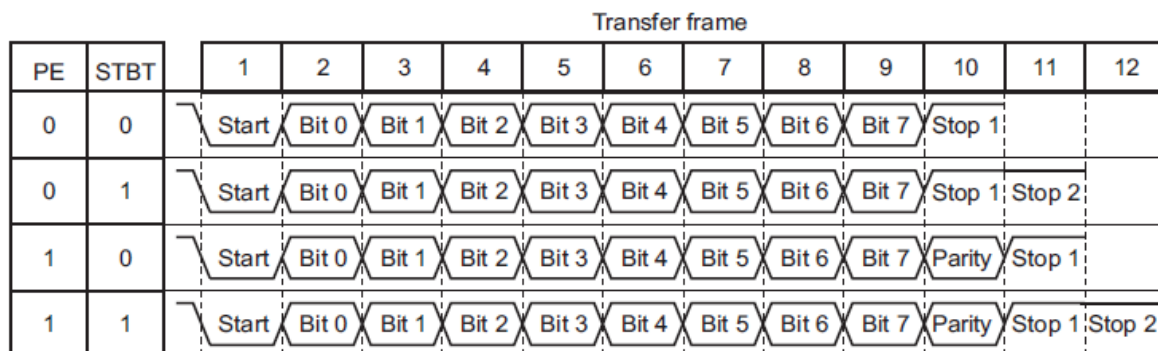 Transfer frame
PE STBT 1 2 3 4 5 6 7 8 9 10 11 12
0 0 Start Bit 0 Bit 1 Bit 2 Bit 3 Bit 4 Bit 5 Bit 6 Bit 7 Stop 1
0 1 Start Bit 0 Bit 1 Bit 2 Bit 3 Bit 4 Bit 5 Bit 6 Bit 7 Stop 1 Stop 2
1 0 Start Bit 0 Bit 1 Bit 2 Bit 3 Bit 4 Bit 5 Bit 6 Bit 7 Parity Stop 1
1 1 Start Bit 0 Bit 1 Bit 2 Bit 3 Bit 4 Bit 5 Bit 6 Bit 7 Parity Stop 1 Stop 2